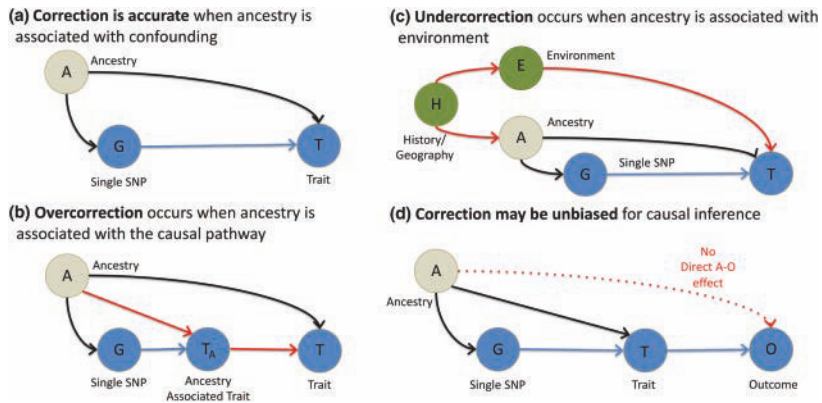 (a) Correction is accurate when ancestry is
associated with confounding
A
Ancestry
G
T
Single SNP
Trait
(b) Overcorrection occurs when ancestry is
associated with the causal pathway
A
Ancestry
G
TA
T
Single SNP
Ancestry
Associated Trait
Trait
(c) Undercorrection occurs when ancestry is associated with
environment
E
Environment
H
History/
Geography
A
Ancestry
G
Single SNP
T
(d) Correction may be unbiased for causal inference
A
Ancestry
No
Direct A-O
effect
G
T
O
Single SNP
Trait
Outcome